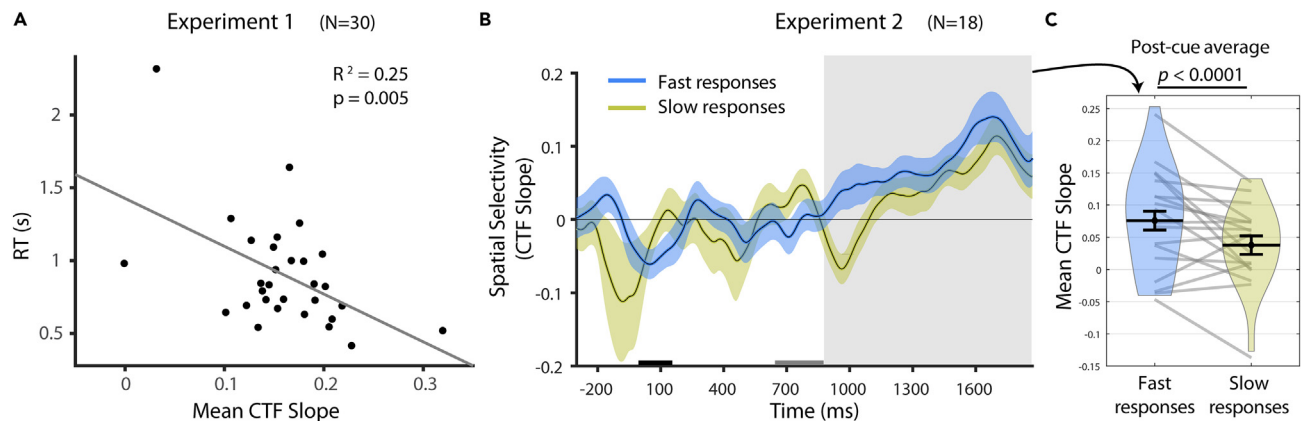 A
Experiment 1 (N=30)
R² = 0.25
p = 0.005
RT (s)
2
1.5
1
0.5
0
0.1
0.2
0.3
Mean CTF Slope
B
Experiment 2 (N=18)
Fast responses
Slow responses
Spatial Selectivity
(CTF Slope)
0.2
0.1
0
-0.1
-0.2
-200
100
400
700
1000
1300
1600
Time (ms)
C
Post-cue average
p < 0.0001
Mean CTF Slope
0.25
0.2
0.15
0.1
0.05
0
-0.05
-0.1
-0.15
Fast
responses
Slow
responses